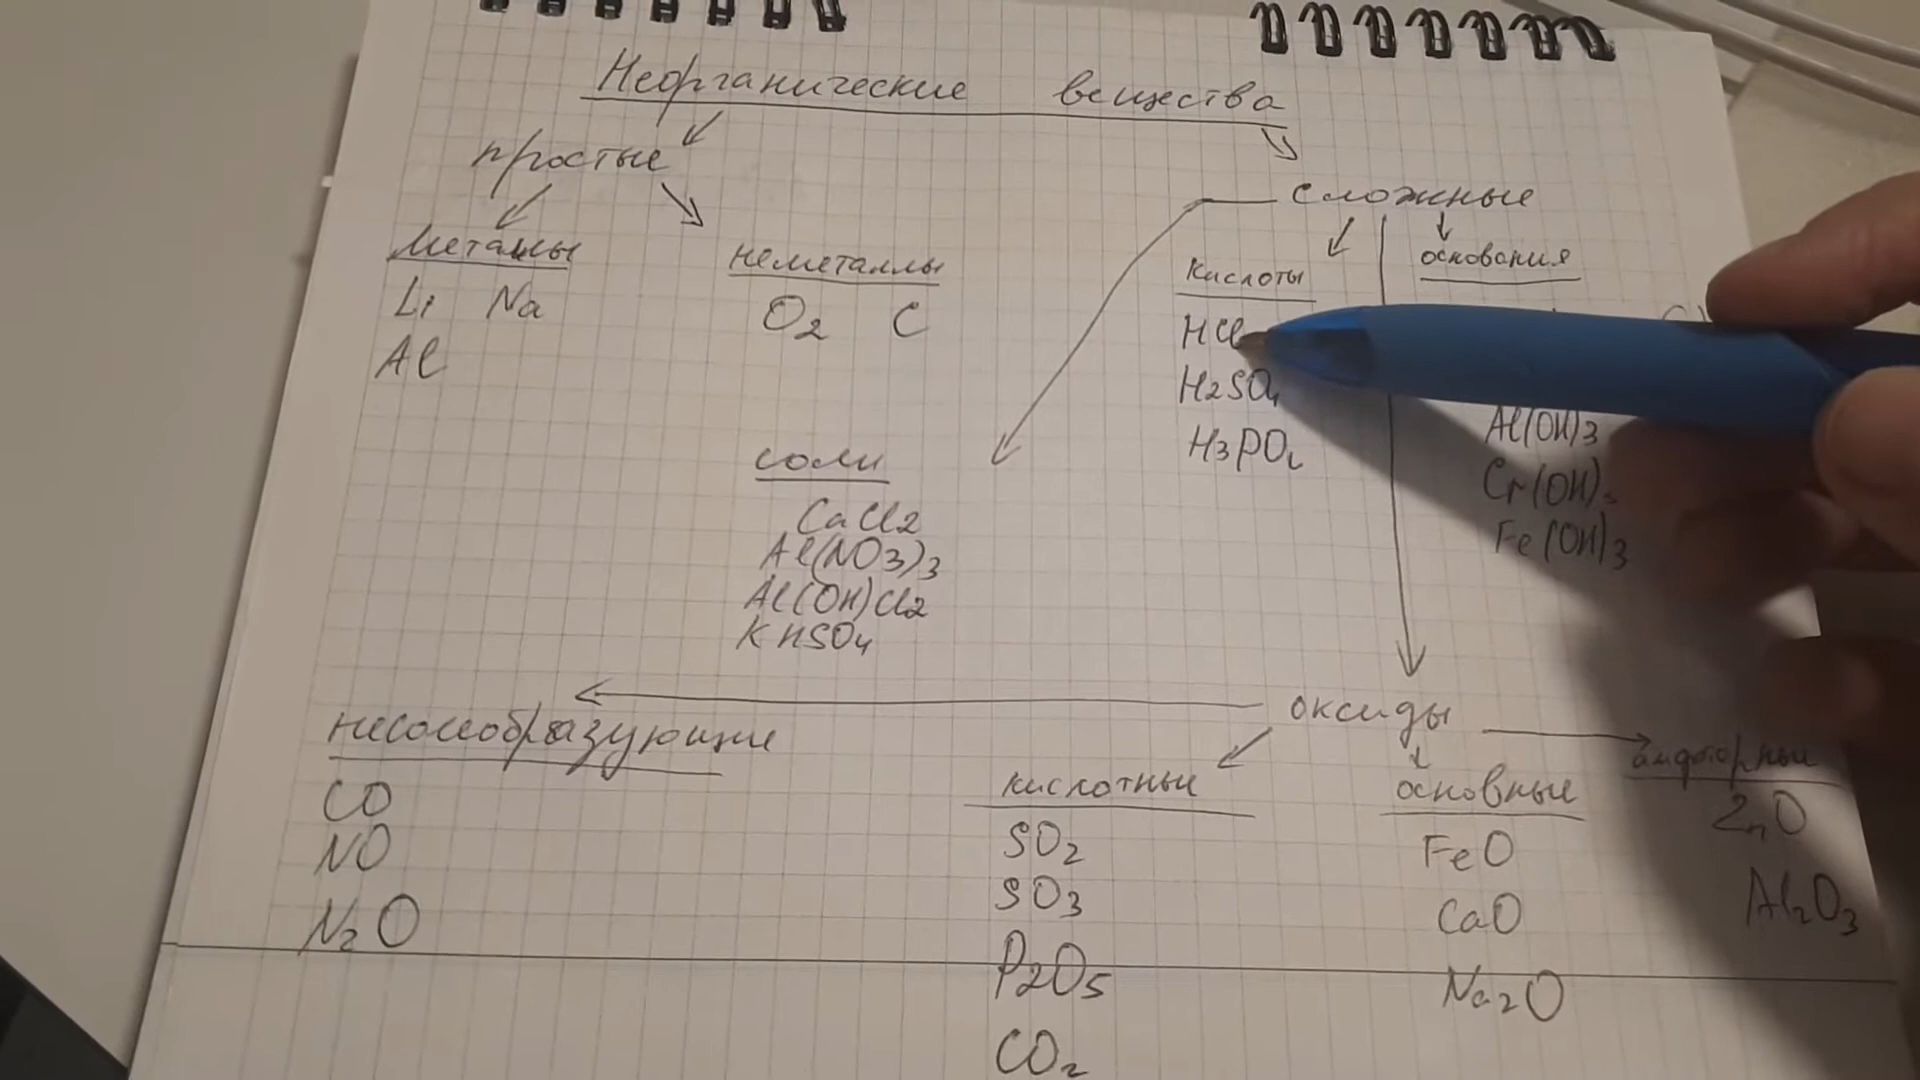 Неорганические вещества
простые
сложные
металлы
неметаллы
кислоты
основания
Li Na
O2 C
HCl
Al
H2SO4
Al(OH)3
H3PO4
соли
Cr(OH)
CaCl2
Fe(OH)3
Al(NO3)3
Al(OH)Cl2
KHSO4
оксиды
несолеобразующие
кислотные
основные
амфотерные
CO
SO2
FeO
ZnO
NO
SO3
CaO
Al2O3
N2O
P2O5
Na2O
CO2